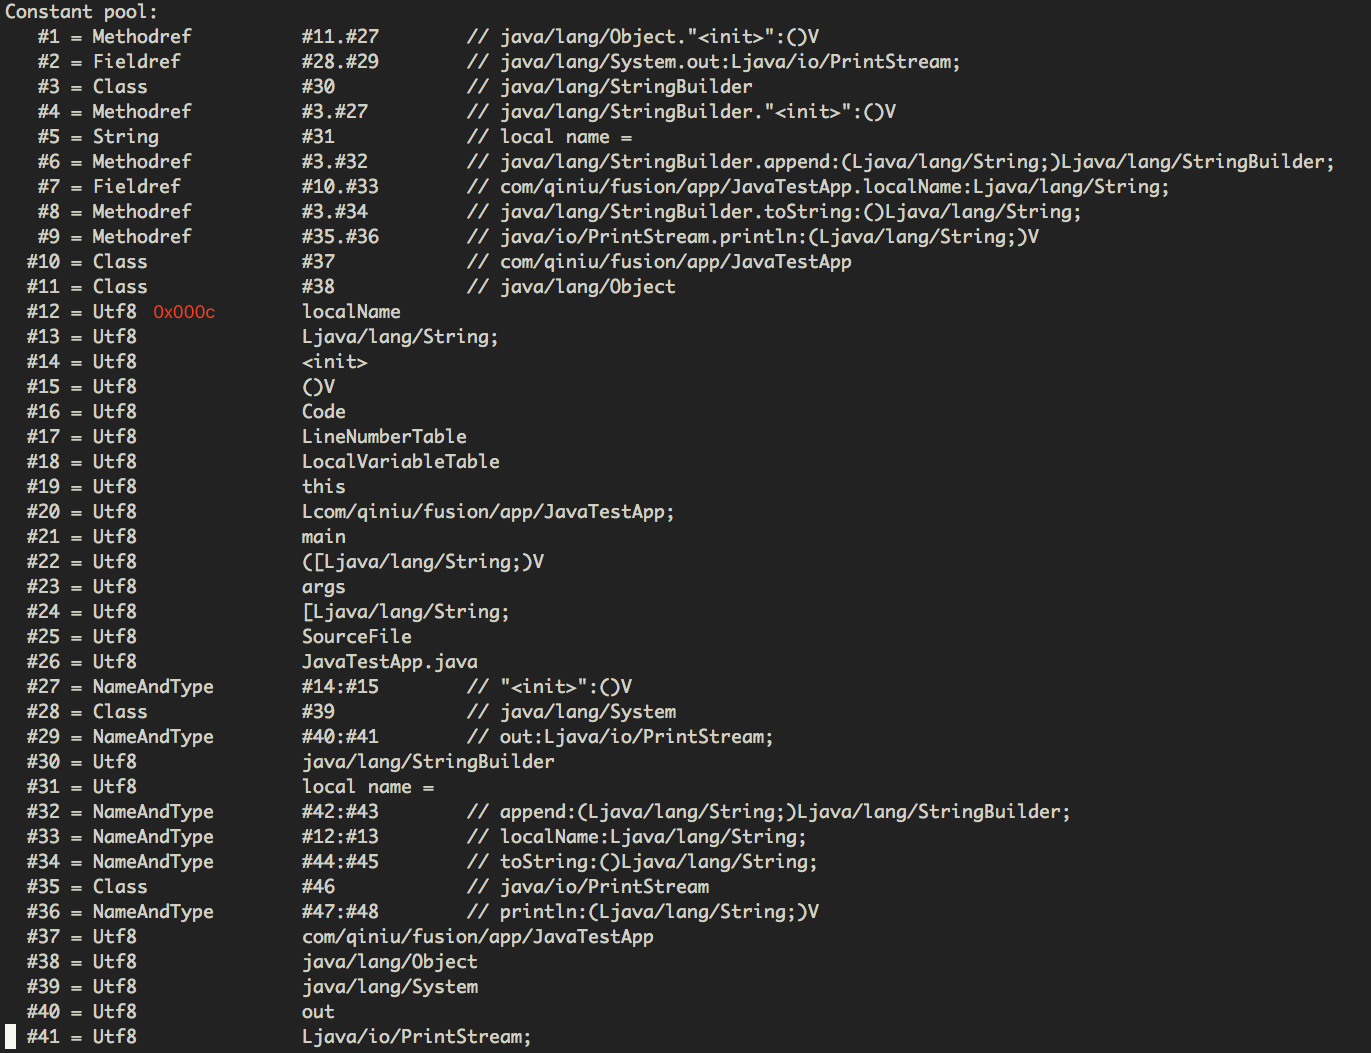 Constant pool:
#1 = Methodref #11.#27 // java/lang/Object."<init>":()V
#2 = Fieldref #28.#29 // java/lang/System.out:Ljava/io/PrintStream;
#3 = Class #30 // java/lang/StringBuilder
#4 = Methodref #3.#27 // java/lang/StringBuilder."<init>":()V
#5 = String #31 // local name =
#6 = Methodref #3.#32 // java/lang/StringBuilder.append:(Ljava/lang/String;)Ljava/lang/StringBuilder;
#7 = Fieldref #10.#33 // com/qiniu/fusion/app/JavaTestApp.localName:Ljava/lang/String;
#8 = Methodref #3.#34 // java/lang/StringBuilder.toString:()Ljava/lang/String;
#9 = Methodref #35.#36 // java/io/PrintStream.println:(Ljava/lang/String;)V
#10 = Class #37 // com/qiniu/fusion/app/JavaTestApp
#11 = Class #38 // java/lang/Object
#12 = Utf8 0x000c localName
#13 = Utf8 Ljava/lang/String;
#14 = Utf8 <init>
#15 = Utf8 ()V
#16 = Utf8 Code
#17 = Utf8 LineNumberTable
#18 = Utf8 LocalVariableTable
#19 = Utf8 this
#20 = Utf8 Lcom/qiniu/fusion/app/JavaTestApp;
#21 = Utf8 main
#22 = Utf8 ([Ljava/lang/String;)V
#23 = Utf8 args
#24 = Utf8 [Ljava/lang/String;
#25 = Utf8 SourceFile
#26 = Utf8 JavaTestApp.java
#27 = NameAndType #14:#15 // "<init>":()V
#28 = Class #39 // java/lang/System
#29 = NameAndType #40:#41 // out:Ljava/io/PrintStream;
#30 = Utf8 java/lang/StringBuilder
#31 = Utf8 local name =
#32 = NameAndType #42:#43 // append:(Ljava/lang/String;)Ljava/lang/StringBuilder;
#33 = NameAndType #12:#13 // localName:Ljava/lang/String;
#34 = NameAndType #44:#45 // toString:()Ljava/lang/String;
#35 = Class #46 // java/io/PrintStream
#36 = NameAndType #47:#48 // println:(Ljava/lang/String;)V
#37 = Utf8 com/qiniu/fusion/app/JavaTestApp
#38 = Utf8 java/lang/Object
#39 = Utf8 java/lang/System
#40 = Utf8 out
#41 = Utf8 Ljava/io/PrintStream;